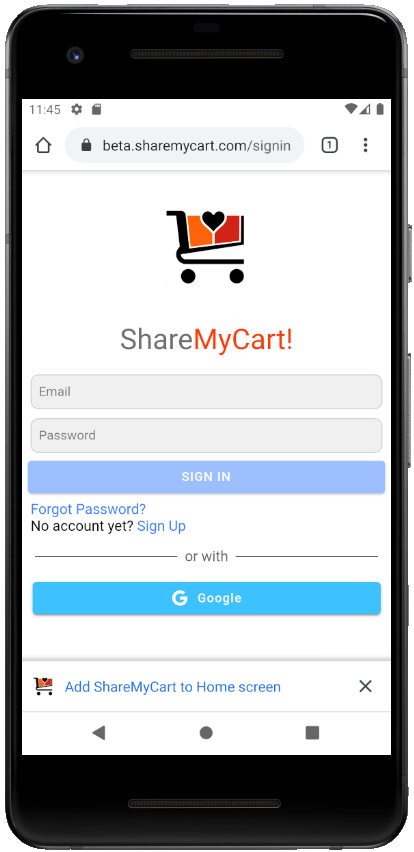 11:45
beta.sharemycart.com/signin
1
ShareMyCart!
Email
Password
SIGN IN
Forgot Password?
No account yet? Sign Up
or with
G Google
Add ShareMyCart to Home screen